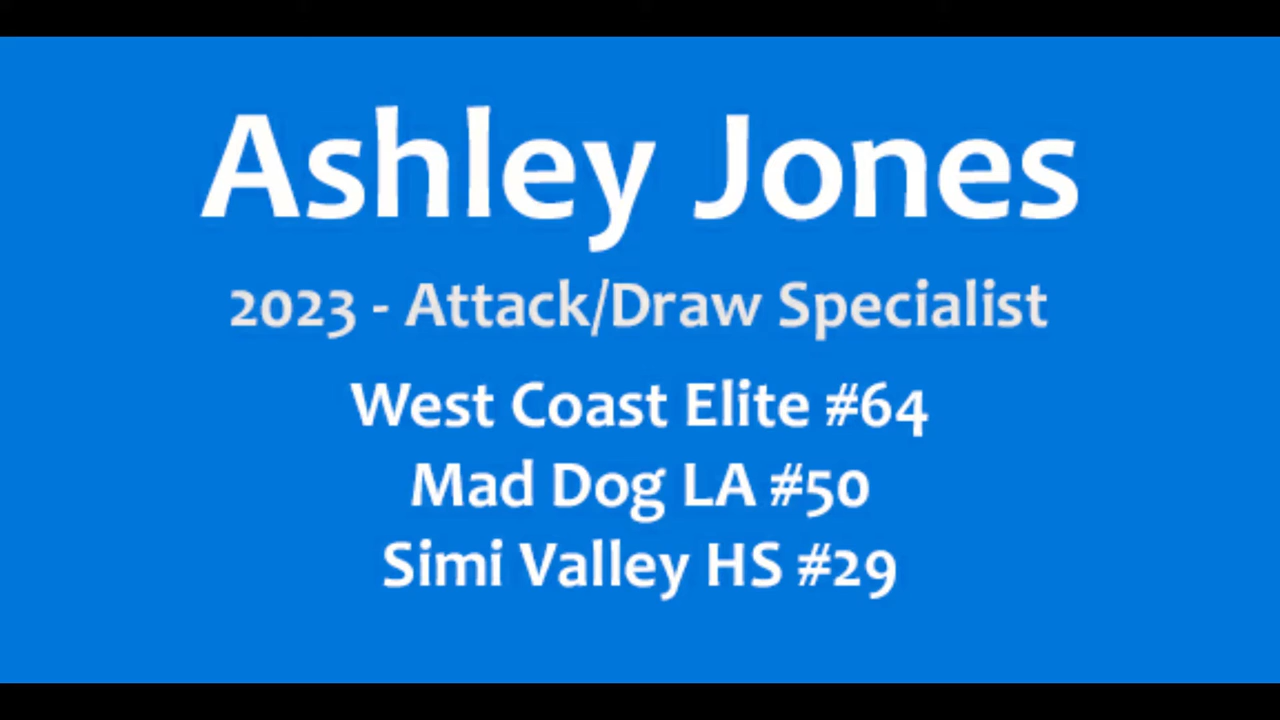 Ashley Jones
2023 - Attack/Draw Specialist
West Coast Elite #64
Mad Dog LA #50
Simi Valley HS #29